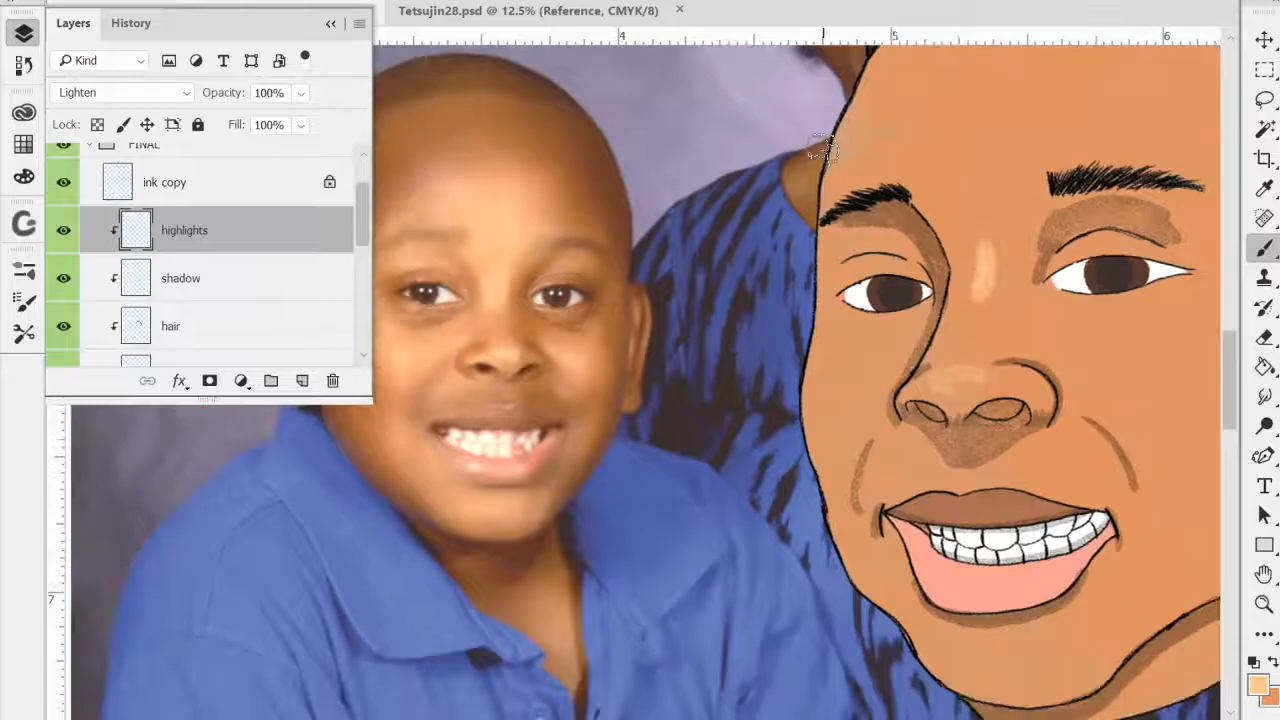 Tetsujin28.psd @ 12.5% (Reference, CMYK/8)
Layers History
Kind
Lighten Opacity: 100%
Lock: Fill: 100%
FINAL
ink copy
highlights
shadow
hair
fx
4 5 6
7